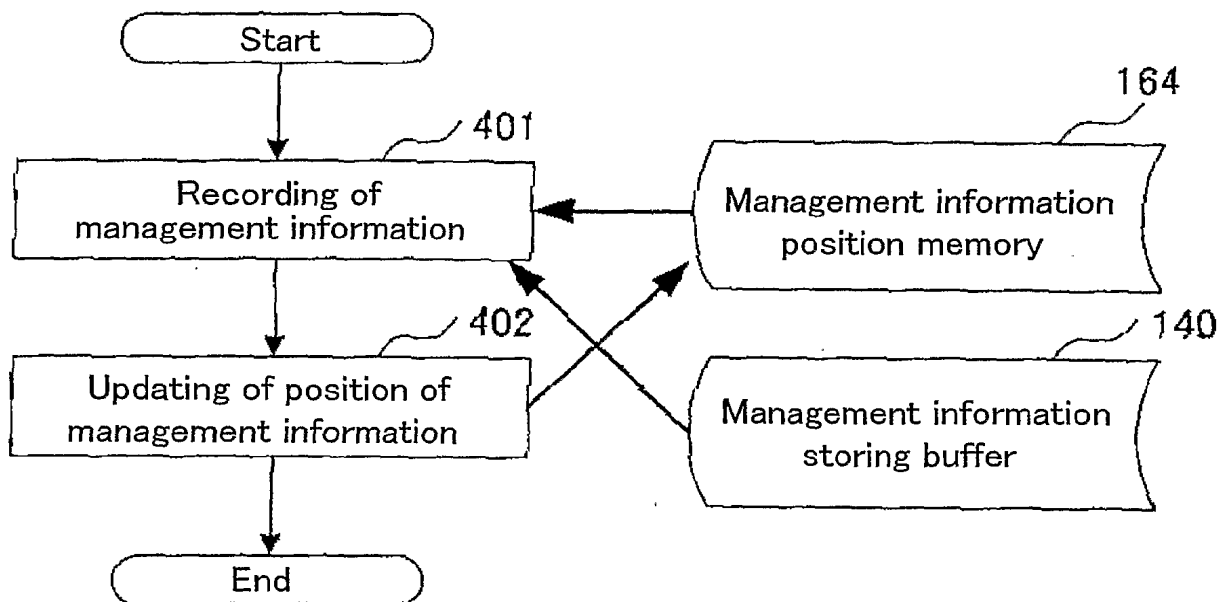 Start
401
Recording of
management information
164
Management information
position memory
402
Updating of position of
management information
140
Management information
storing buffer
End